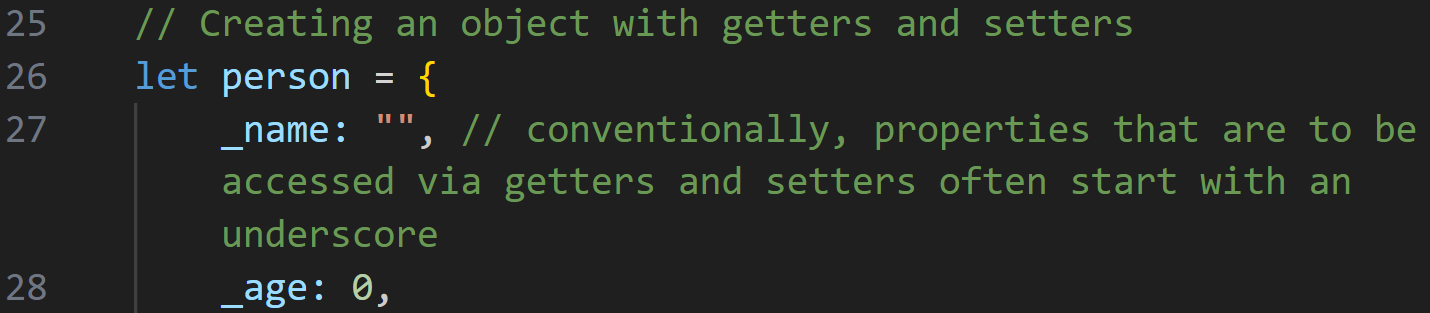 25 // Creating an object with getters and setters
26 let person = {
27 _name: "", // conventionally, properties that are to be
accessed via getters and setters often start with an
underscore
28 _age: 0,